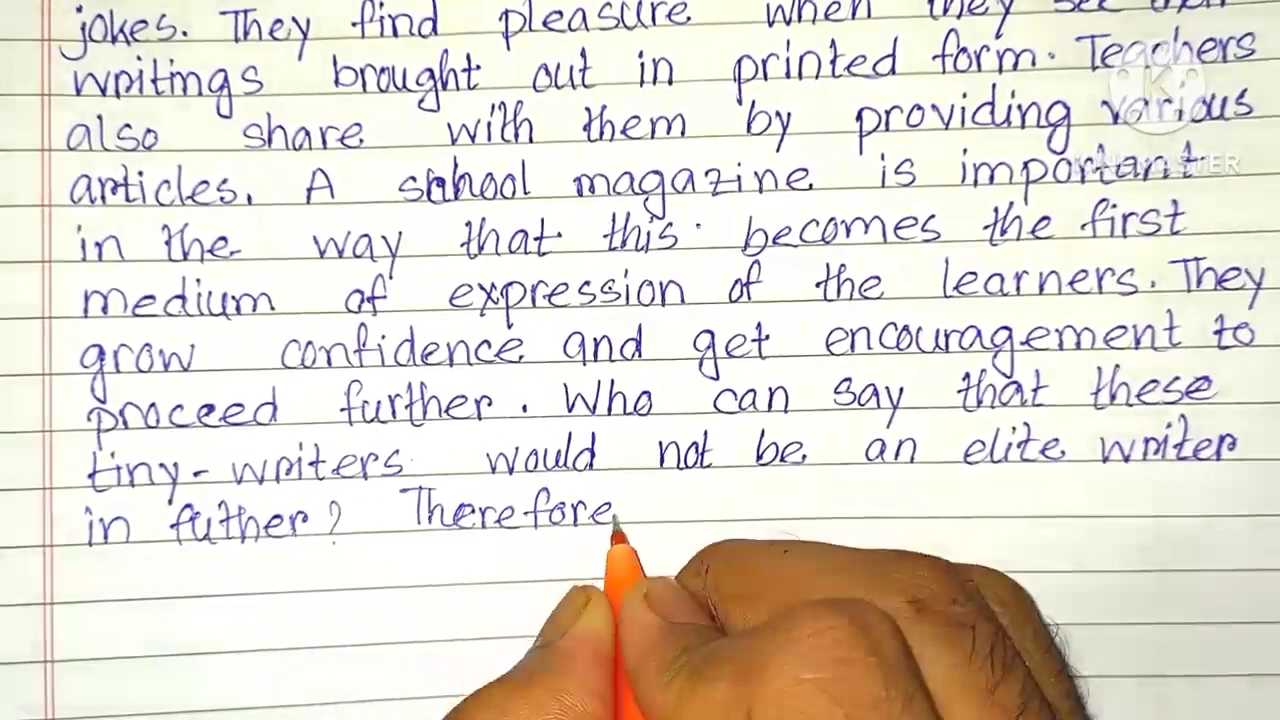 jokes. They find pleasure when they see their
writings brought out in printed form. Teachers
also share with them by providing various
articles. A school magazine is important
in the way that this becomes the first
medium of expression of the learners. They
grow confidence and get encouragement to
proceed further. Who can say that these
tiny-writers would not be an elite writer
in futher? Therefore